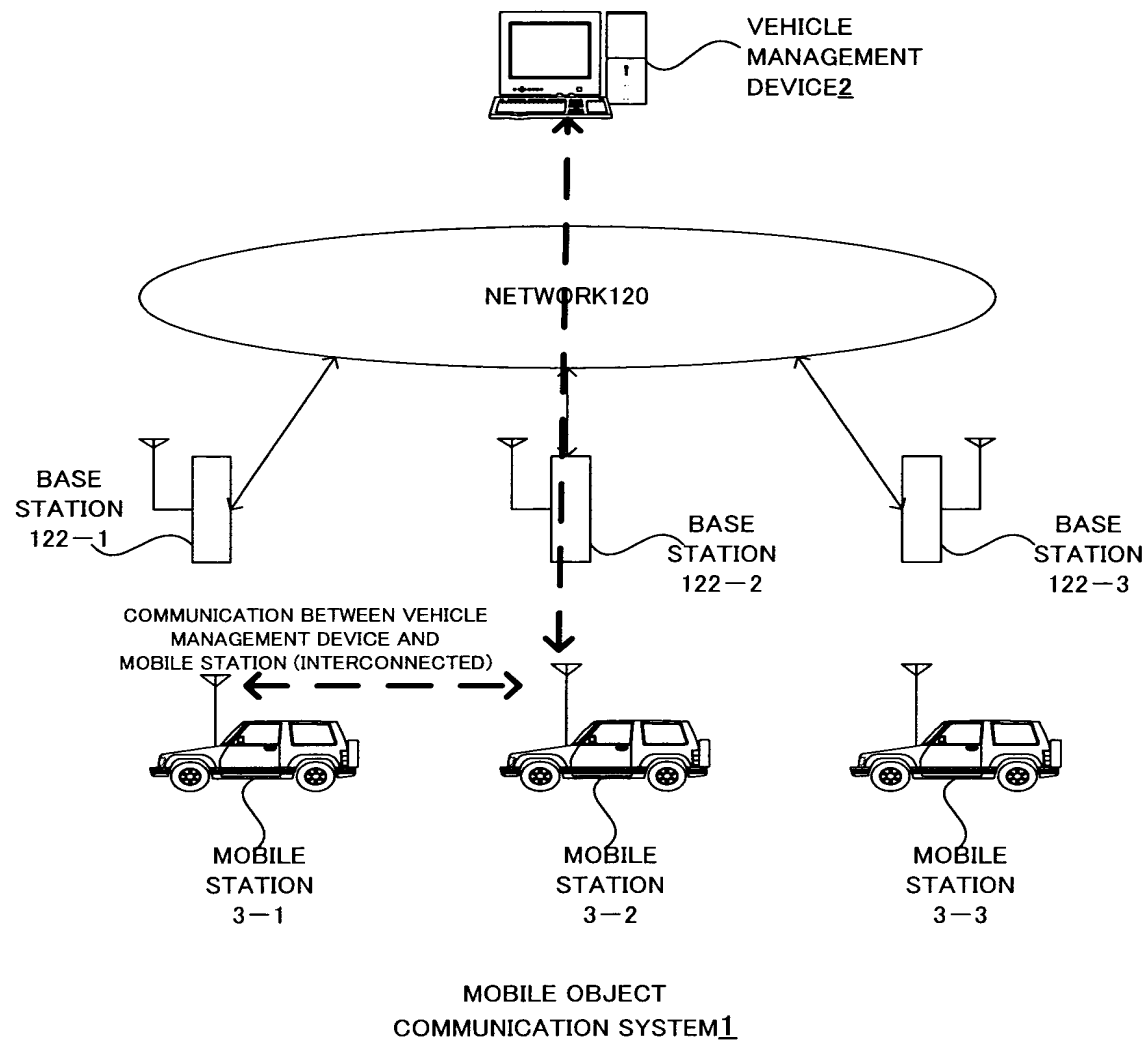 VEHICLE
MANAGEMENT
DEVICE2
NETWORK120
BASE
STATION
122-1
BASE
STATION
122-2
BASE
STATION
122-3
COMMUNICATION BETWEEN VEHICLE
MANAGEMENT DEVICE AND
MOBILE STATION (INTERCONNECTED)
MOBILE
STATION
3-1
MOBILE
STATION
3-2
MOBILE
STATION
3-3
MOBILE OBJECT
COMMUNICATION SYSTEM1